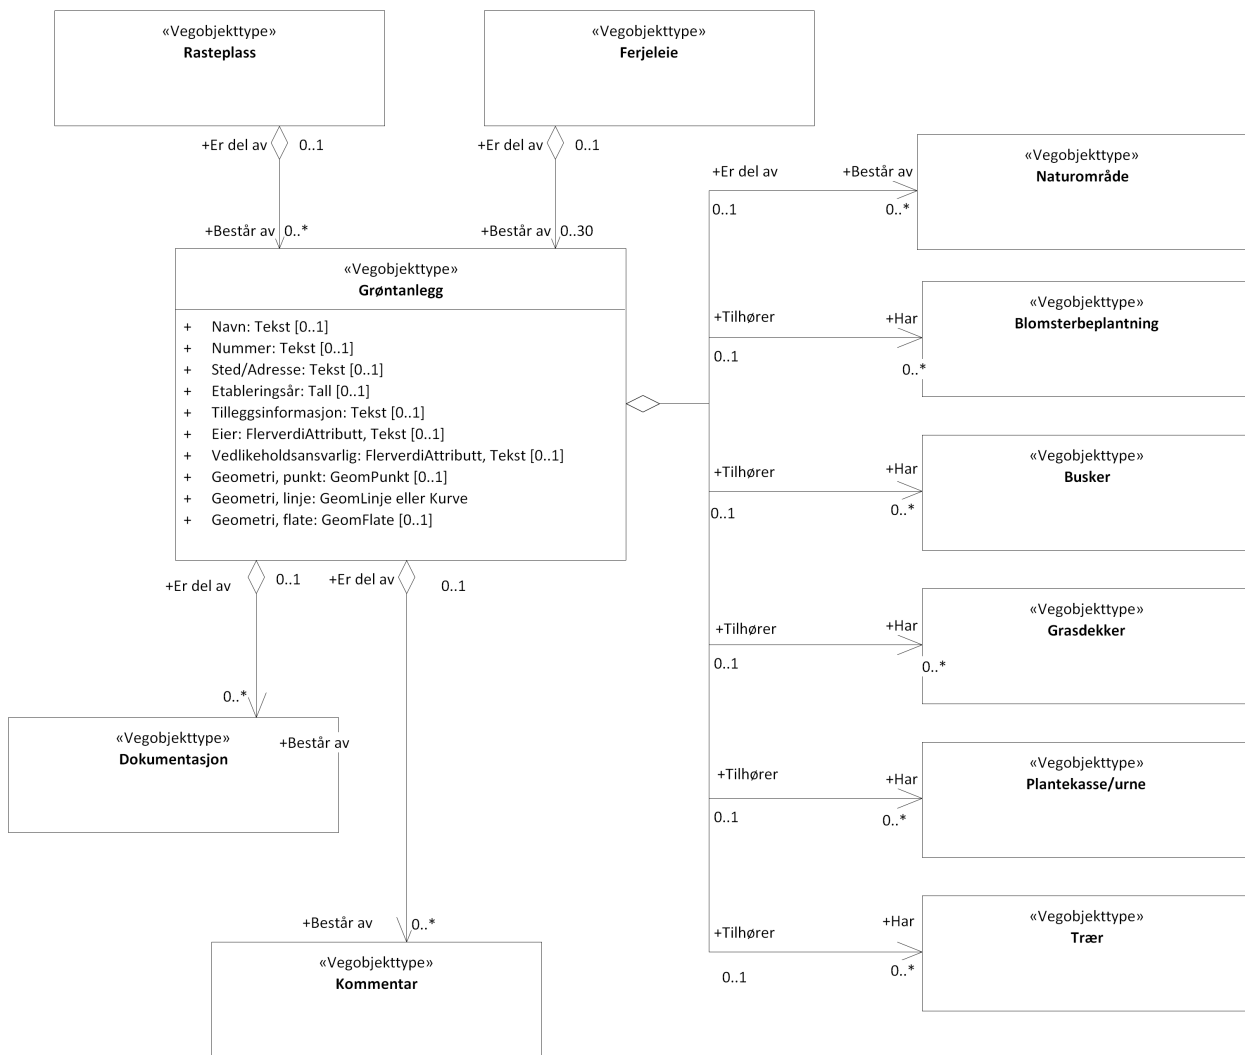 «Vegobjekttype»
Rasteplass
«Vegobjekttype»
Ferjeleie
+Er del av
0..1
+Er del av
0..1
+Består av
0..*
+Består av
0..30
«Vegobjekttype»
Grøntanlegg
+ Navn: Tekst [0..1]
+ Nummer: Tekst [0..1]
+ Sted/Adresse: Tekst [0..1]
+ Etableringsår: Tall [0..1]
+ Tilleggsinformasjon: Tekst [0..1]
+ Eier: FlerverdiAttributt, Tekst [0..1]
+ Vedlikeholdsansvarlig: FlerverdiAttributt, Tekst [0..1]
+ Geometri, punkt: GeomPunkt [0..1]
+ Geometri, linje: GeomLinje eller Kurve
+ Geometri, flate: GeomFlate [0..1]
+Er del av
0..1
+Er del av
0..1
0..*
+Består av
«Vegobjekttype»
Dokumentasjon
+Består av
0..*
«Vegobjekttype»
Kommentar
+Er del av
+Består av
0..1
0..*
«Vegobjekttype»
Naturområde
+Tilhører
+Har
0..1
0..*
«Vegobjekttype»
Blomsterbeplantning
+Tilhører
+Har
0..1
0..*
«Vegobjekttype»
Busker
+Tilhører
+Har
0..1
0..*
«Vegobjekttype»
Grasdekker
+Tilhører
+Har
0..1
0..*
«Vegobjekttype»
Plantekasse/urne
+Tilhører
+Har
0..1
0..*
«Vegobjekttype»
Trær